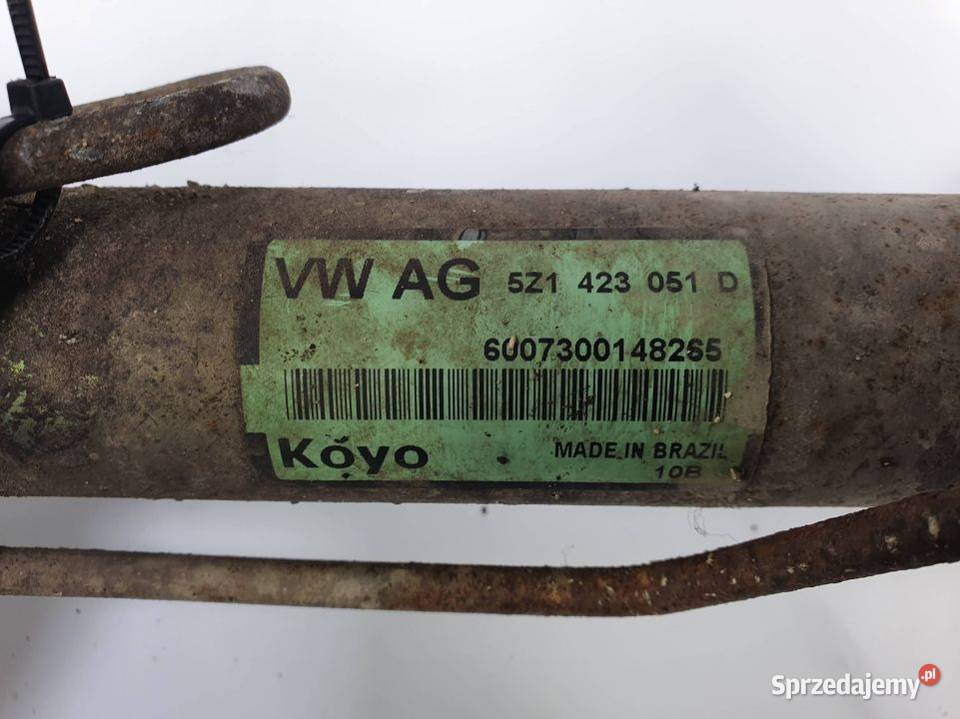 VW AG 5Z1 423 051 D
6007300148265
Koyo MADE IN BRAZIL
10B
Sprzedajemy.pl